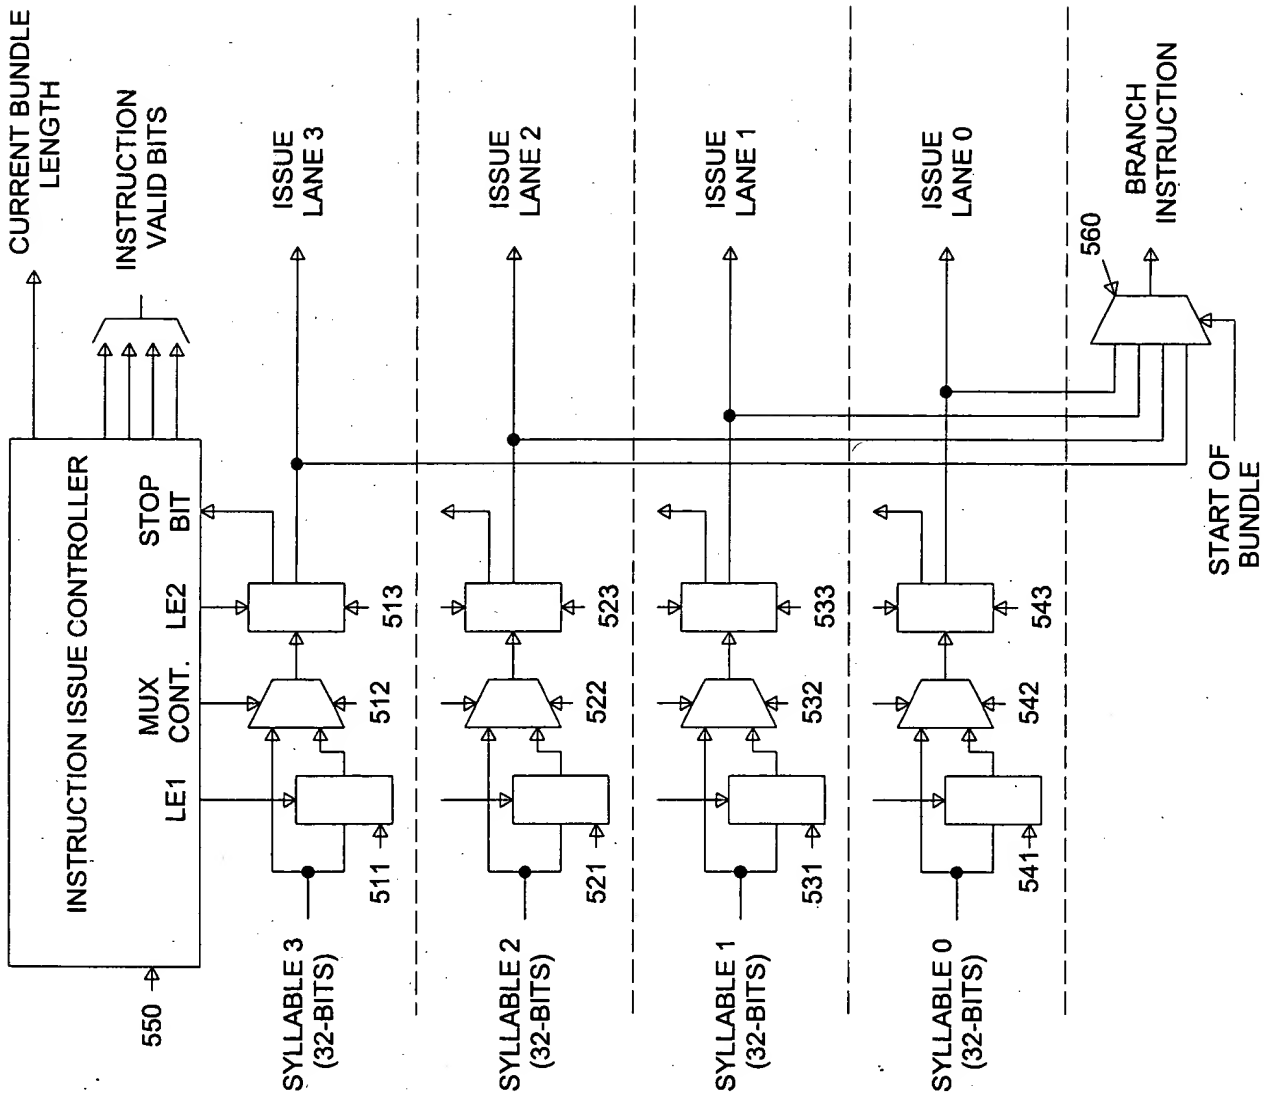 CURRENT BUNDLE
LENGTH
INSTRUCTION
VALID BITS
INSTRUCTION ISSUE CONTROLLER
550
LE1
MUX
CONT.
LE2
STOP
BIT
SYLLABLE 3
(32-BITS)
511
512
513
ISSUE
LANE 3
SYLLABLE 2
(32-BITS)
521
522
523
ISSUE
LANE 2
SYLLABLE 1
(32-BITS)
531
532
533
ISSUE
LANE 1
SYLLABLE 0
(32-BITS)
541
542
543
ISSUE
LANE 0
560
BRANCH
INSTRUCTION
START OF
BUNDLE